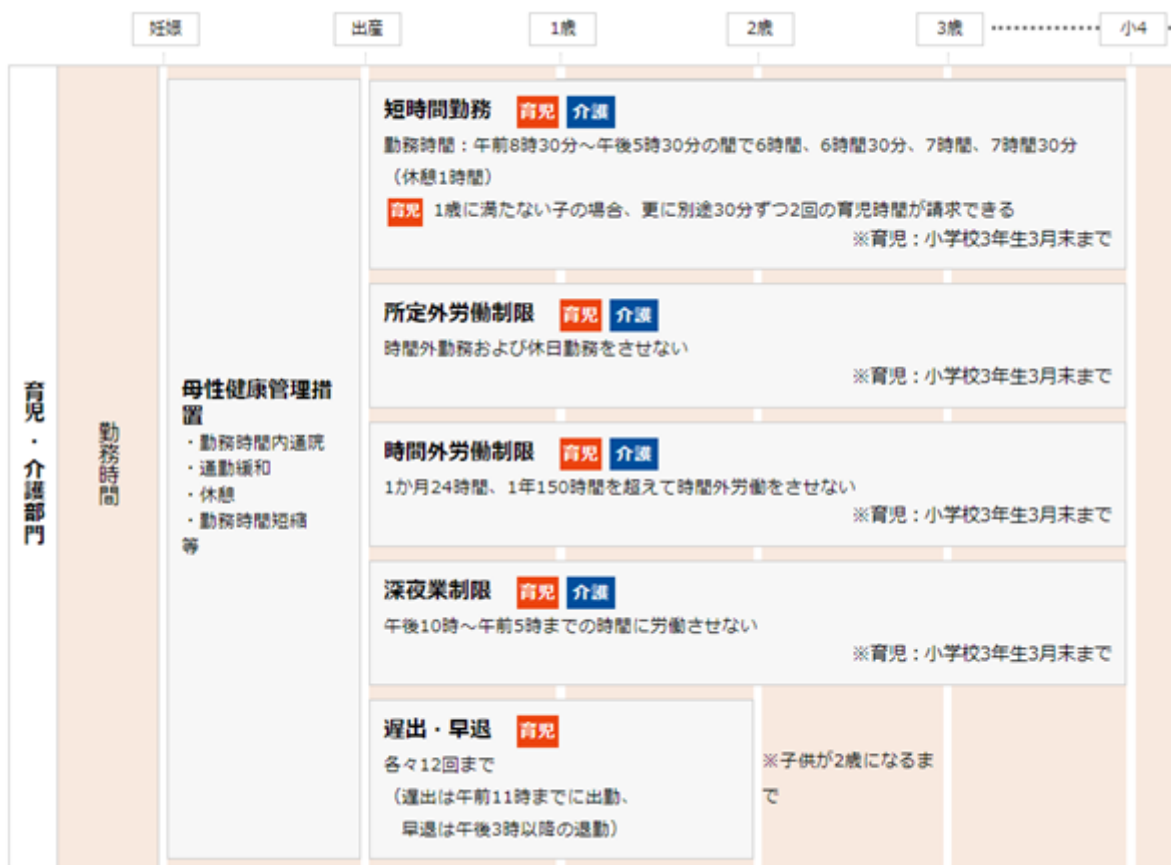 妊娠
出産
1歳
2歳
3歳
小4
育児・介護部門
勤務時間
母性健康管理措
置
・勤務時間内通院
・通勤緩和
・休憩
・勤務時間短縮
等
短時間勤務 育児 介護
勤務時間：午前8時30分～午後5時30分の間で6時間、6時間30分、7時間、7時間30分
（休憩1時間）
育児 1歳に満たない子の場合、更に別途30分ずつ2回の育児時間が請求できる
※育児：小学校3年生3月末まで
所定外労働制限 育児 介護
時間外勤務および休日勤務をさせない
※育児：小学校3年生3月末まで
時間外労働制限 育児 介護
1か月24時間、1年150時間を超えて時間外労働をさせない
※育児：小学校3年生3月末まで
深夜業制限 育児 介護
午後10時～午前5時までの時間に労働させない
※育児：小学校3年生3月末まで
遅出・早退 育児
各々12回まで
（遅出は午前11時までに出勤、
早退は午後3時以降の退勤）
※子供が2歳になるま
で